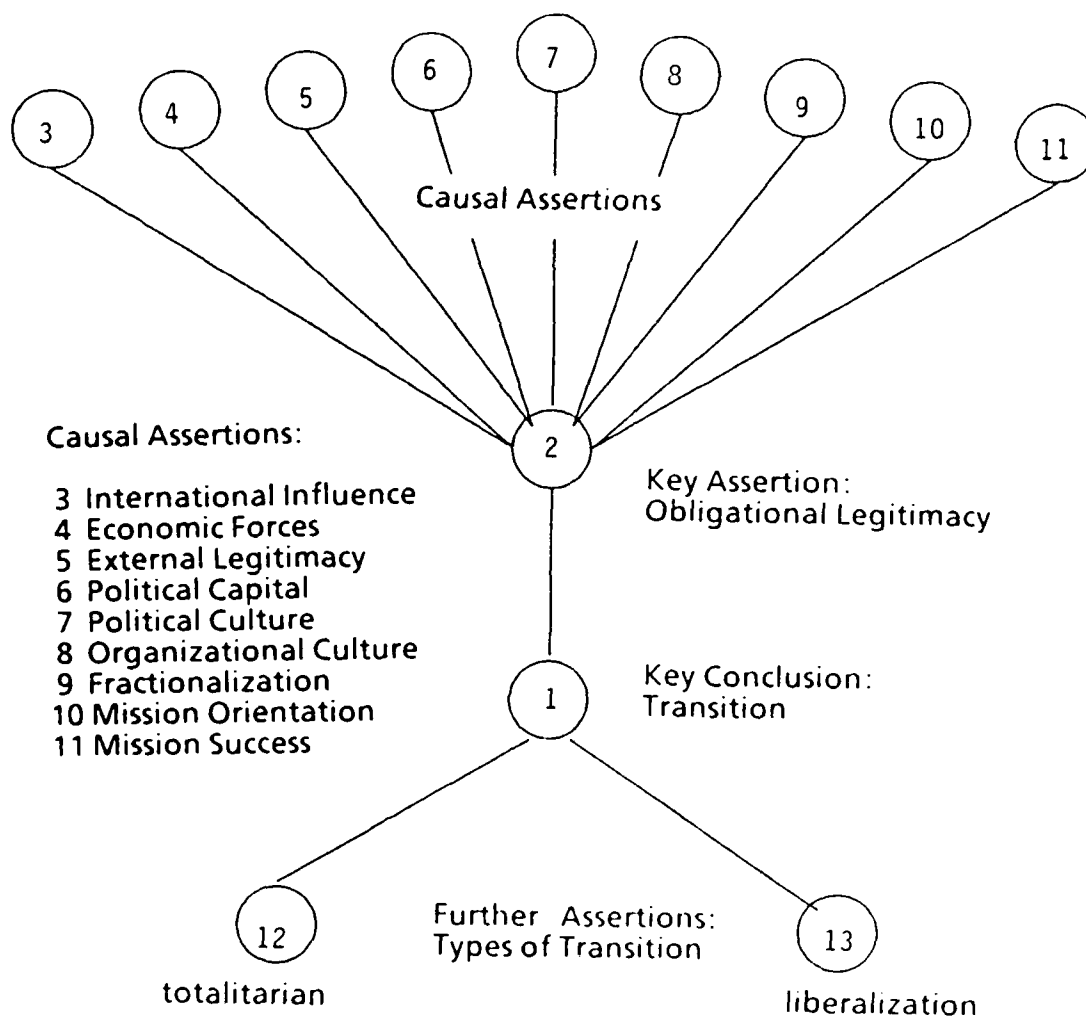 7
6
8
5
9
4
10
3
11
Causal Assertions
2
Causal Assertions:
3 International Influence
4 Economic Forces
5 External Legitimacy
6 Political Capital
7 Political Culture
8 Organizational Culture
9 Fractionalization
10 Mission Orientation
11 Mission Success
Key Assertion:
Obligational Legitimacy
1
Key Conclusion:
Transition
12
totalitarian
Further Assertions:
Types of Transition
13
liberalization